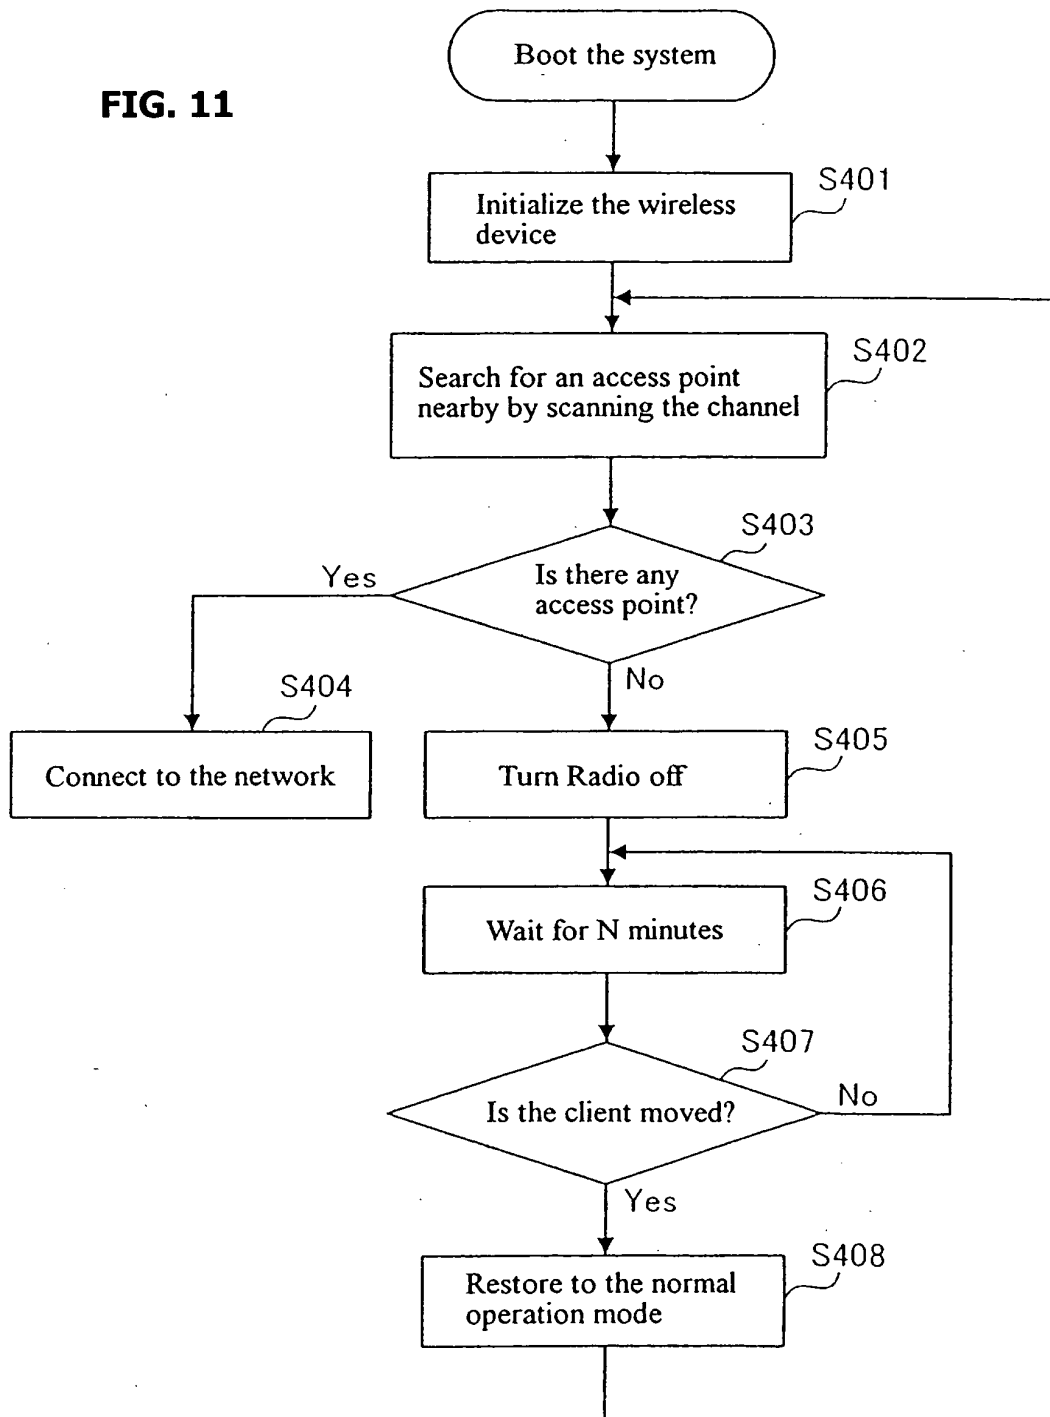 Boot the system
FIG. 11
S401
Initialize the wireless
device
S402
Search for an access point
nearby by scanning the channel
S403
Is there any
access point?
Yes
No
S404
Connect to the network
S405
Turn Radio off
S406
Wait for N minutes
S407
Is the client moved?
No
Yes
S408
Restore to the normal
operation mode